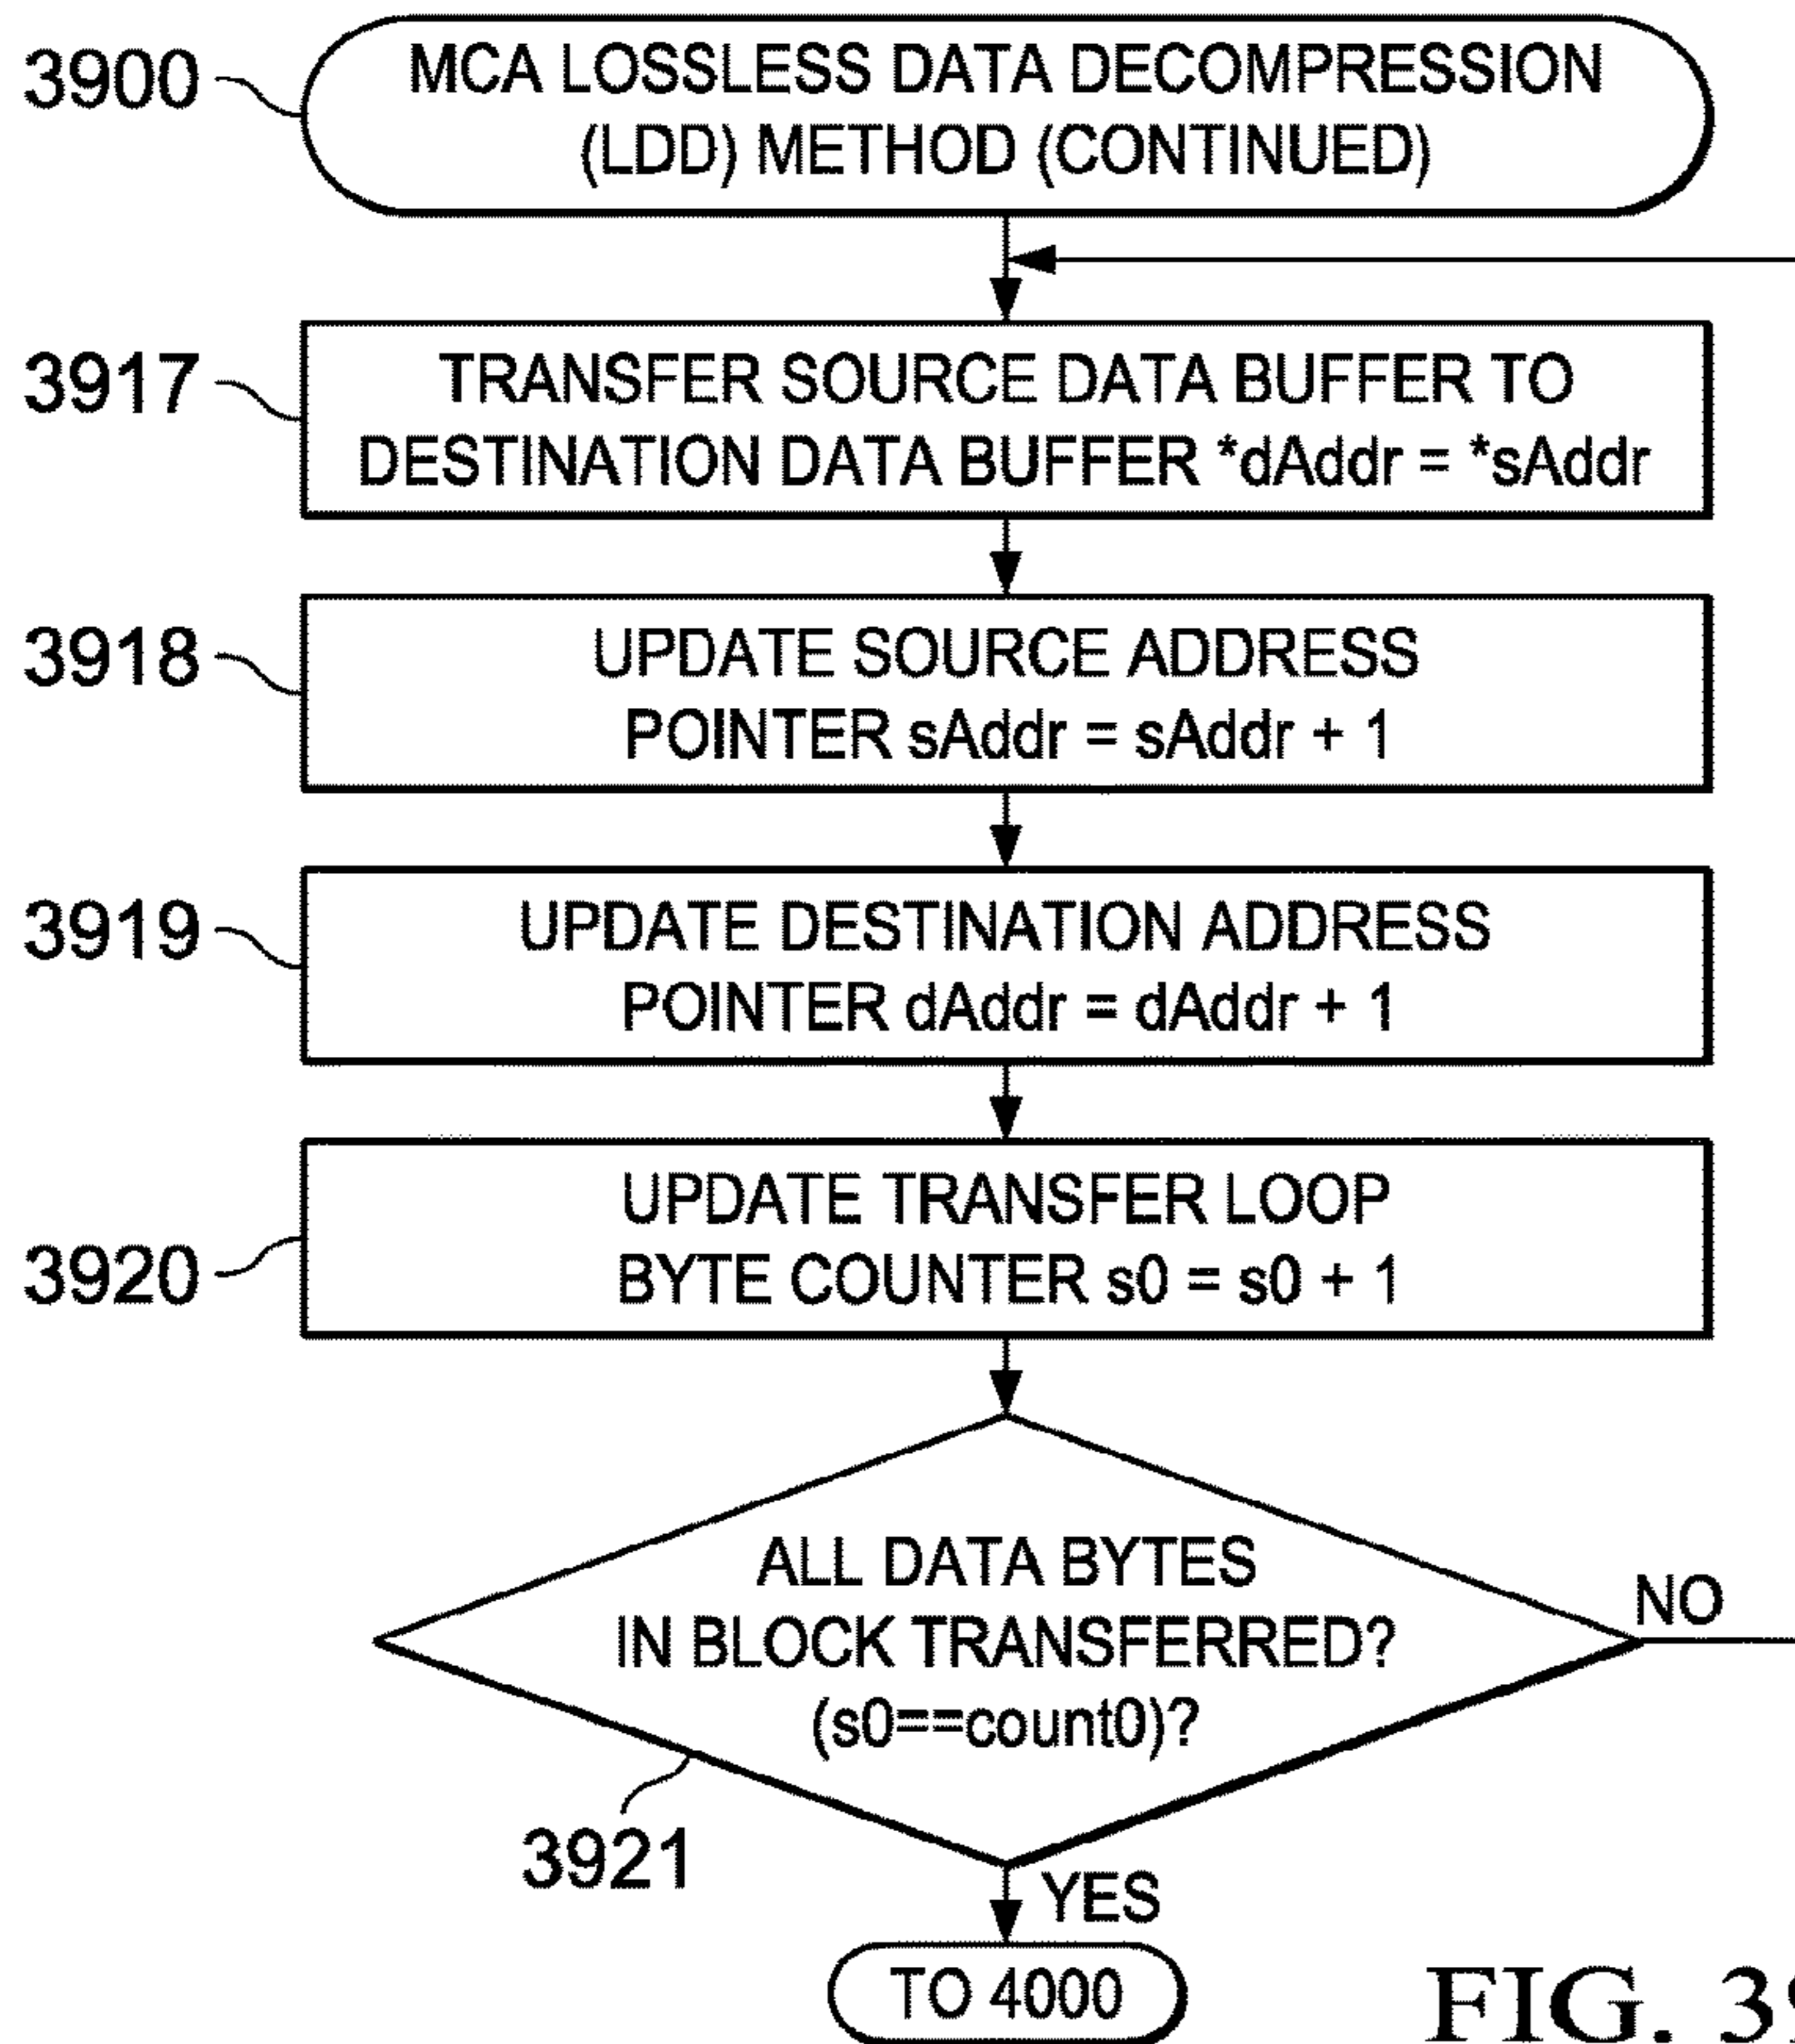 3900
MCA LOSSLESS DATA DECOMPRESSION
(LDD) METHOD (CONTINUED)
3917
TRANSFER SOURCE DATA BUFFER TO
DESTINATION DATA BUFFER *dAddr = *sAddr
3918
UPDATE SOURCE ADDRESS
POINTER sAddr = sAddr + 1
3919
UPDATE DESTINATION ADDRESS
POINTER dAddr = dAddr + 1
3920
UPDATE TRANSFER LOOP
BYTE COUNTER s0 = s0 + 1
ALL DATA BYTES
IN BLOCK TRANSFERRED?
(s0==count0)?
NO
3921
YES
TO 4000
FIG. 39